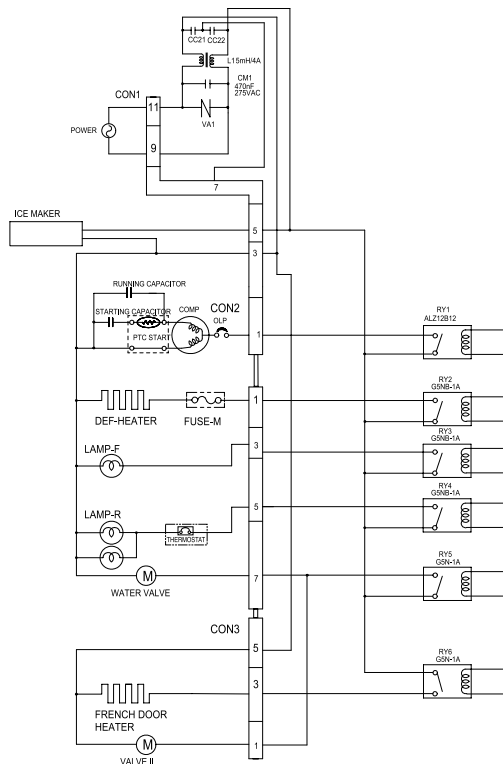 CC21 CC22
L15mH/4A
CM1
470nF
275VAC
CON1
11
VA1
POWER
9
7
ICE MAKER
5
3
RUNNING CAPACITOR
STARTING CAPACITOR
COMP
CON2
OLP
PTC START
1
RY1
ALZ12B12
DEF-HEATER
FUSE-M
1
RY2
G5NB-1A
LAMP-F
3
RY3
G5NB-1A
LAMP-R
THERMOSTAT
5
RY4
G5NB-1A
M
WATER VALVE
7
RY5
G5N-1A
CON3
5
RY6
G5N-1A
3
FRENCH DOOR
HEATER
M
1
VALVE II